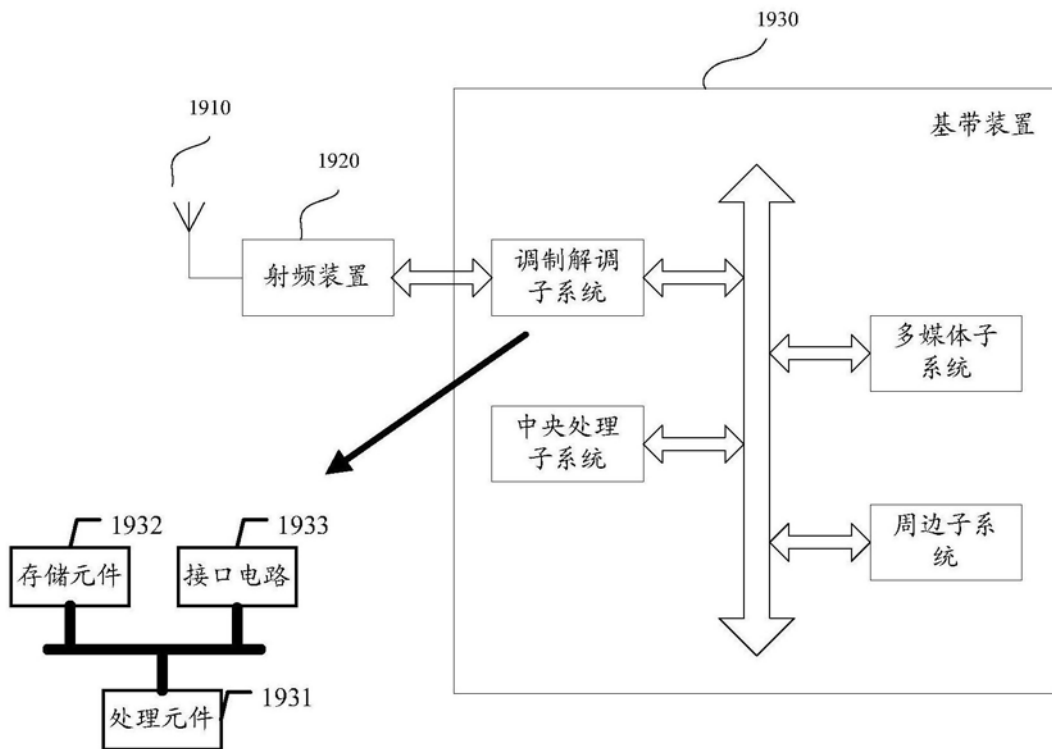 1930
基带装置
1910
1920
射频装置
调制解调
子系统
多媒体子
系统
中央处理
子系统
周边子系
统
1932
1933
存储元件
接口电路
1931
处理元件